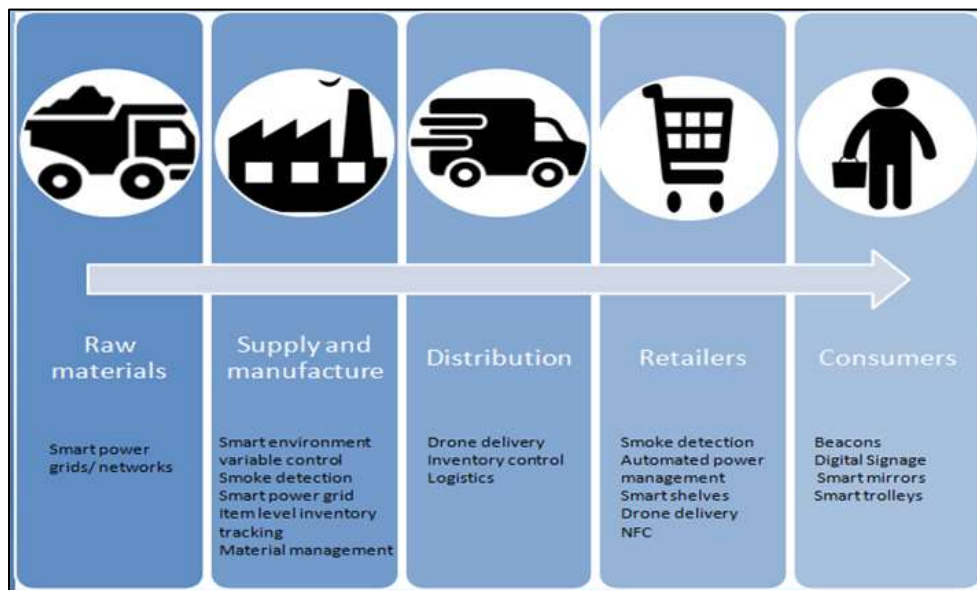 Raw
materials
Smart power
grids/ networks
Supply and
manufacture
Smart environment
variable control
Smoke detection
Smart power grid
Item level inventory
tracking
Material management
Distribution
Drone delivery
Inventory control
Logistics
Retailers
Smoke detection
Automated power
management
Smart shelves
Drone delivery
NFC
Consumers
Beacons
Digital Signage
Smart mirrors
Smart trolleys